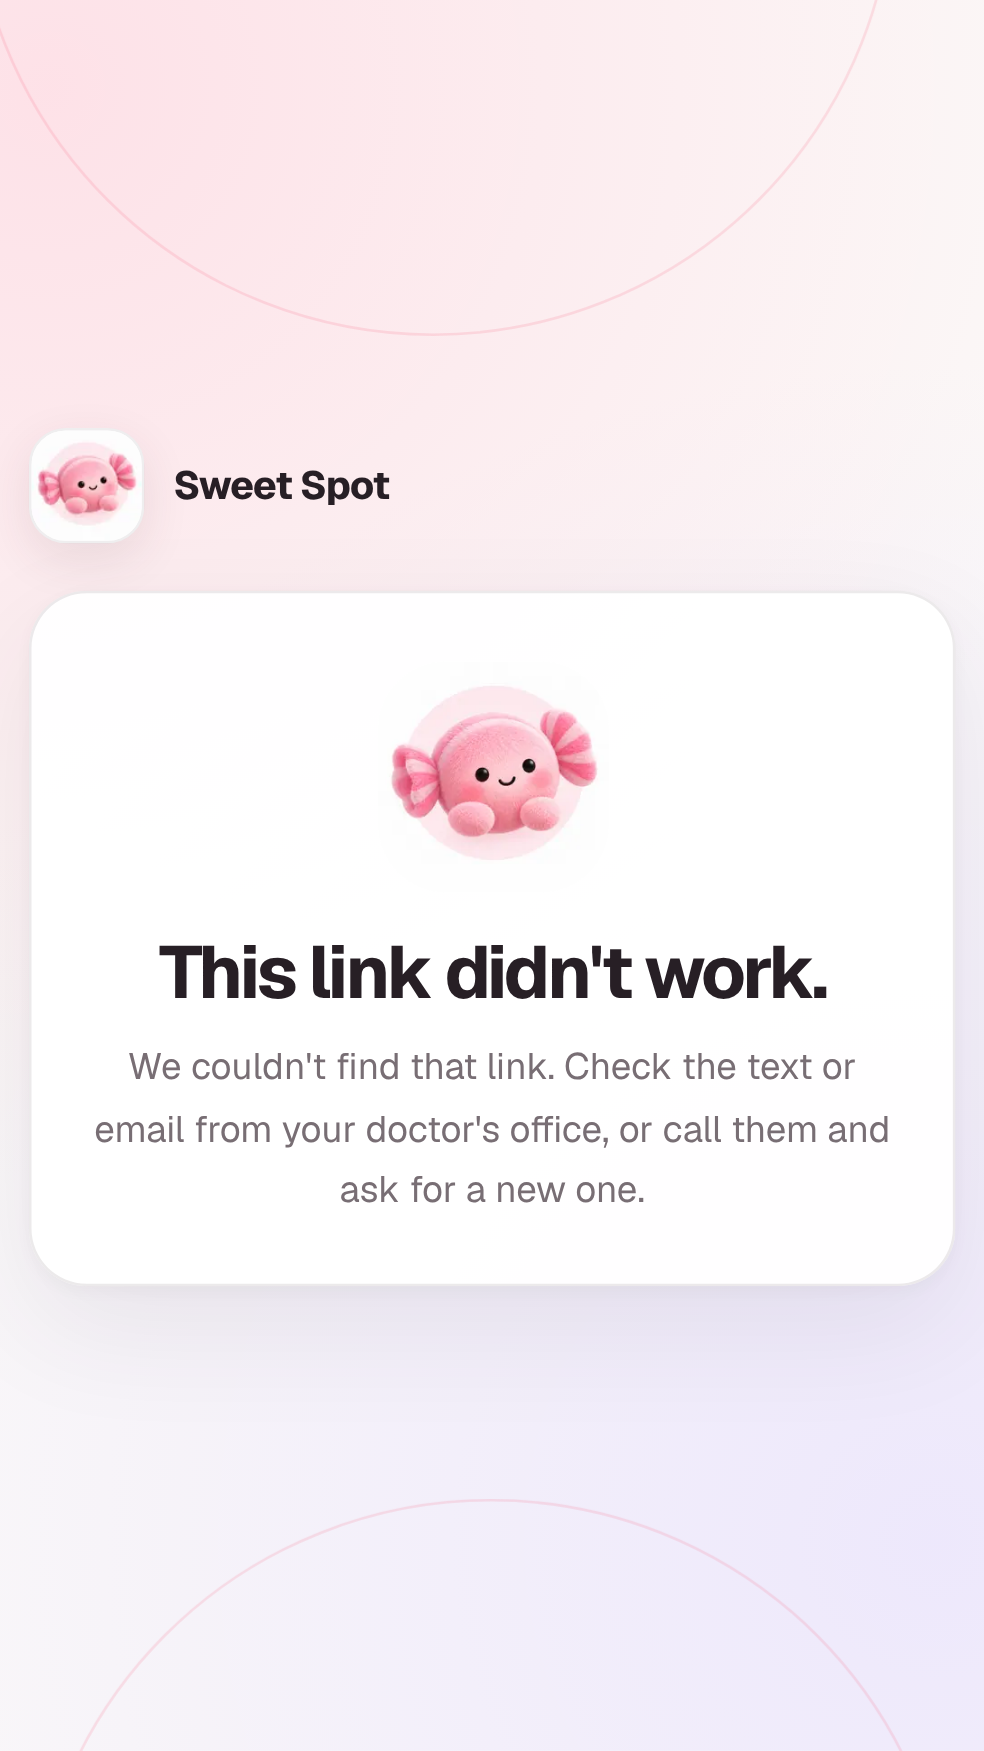 Sweet Spot
This link didn't work.
We couldn't find that link. Check the text or
email from your doctor's office, or call them and
ask for a new one.